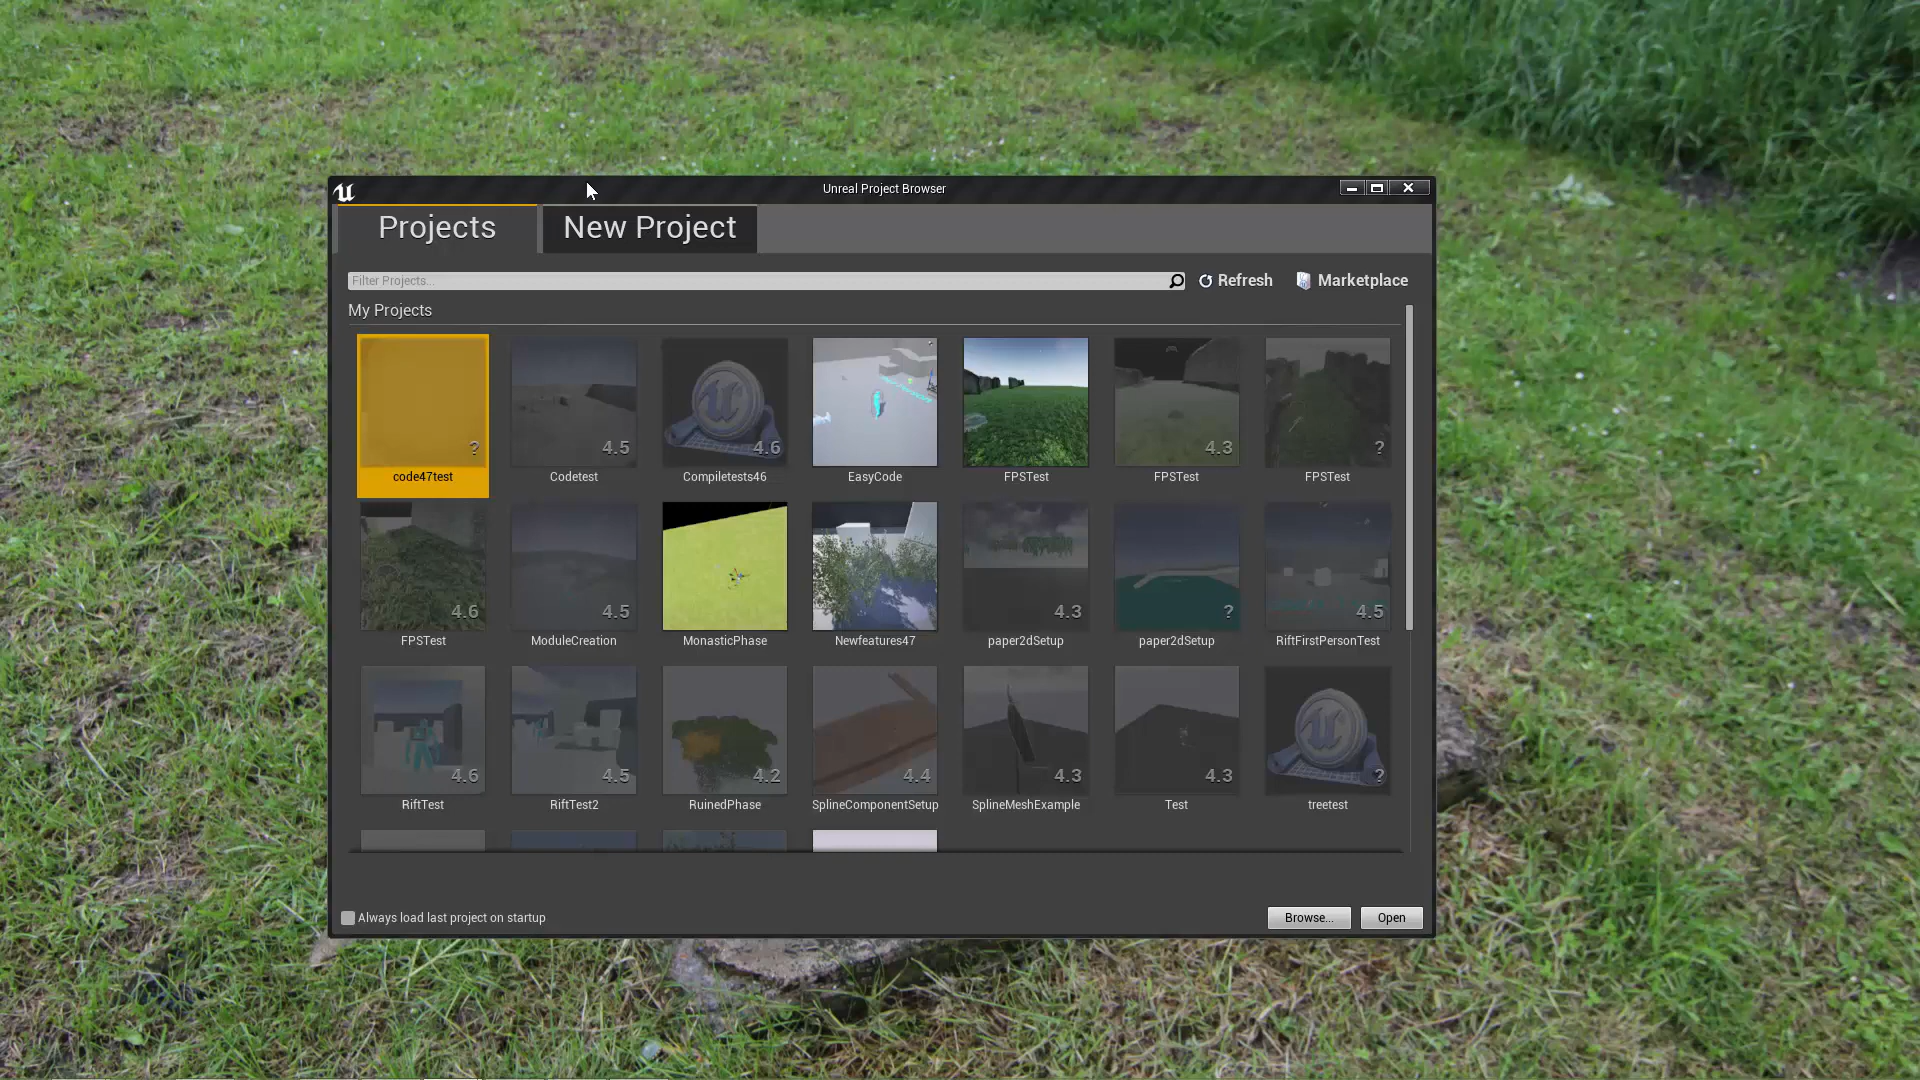 Unreal Project Browser
Projects
New Project
Filter Projects...
Refresh
Marketplace
My Projects
?
4.5
4.6
4.3
?
code47test
Codetest
Compiletests46
EasyCode
FPSTest
FPSTest
FPSTest
4.6
4.5
4.3
?
4.5
FPSTest
ModuleCreation
MonasticPhase
Newfeatures47
paper2dSetup
paper2dSetup
RiftFirstPersonTest
4.6
4.5
4.2
4.4
4.3
4.3
?
RiftTest
RiftTest2
RuinedPhase
SplineComponentSetup
SplineMeshExample
Test
treetest
Always load last project on startup
Browse...
Open